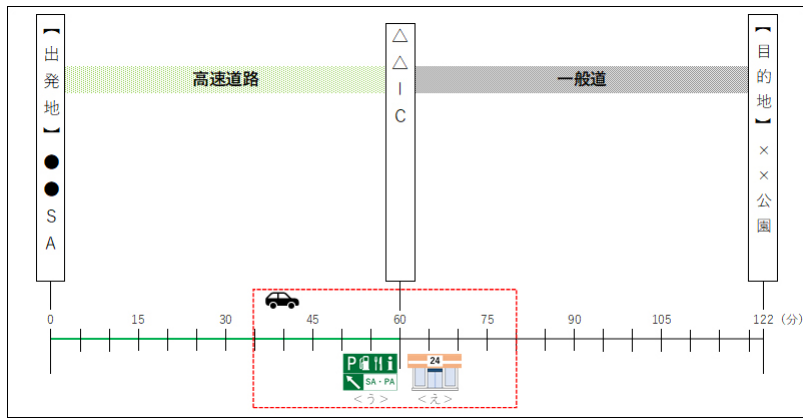 【出発地】●●SA
高速道路
△△IC
一般道
【目的地】××公園
0 15 30 45 60 75 90 105 122 (分)
P i
SA - PA
24
<う> <え>